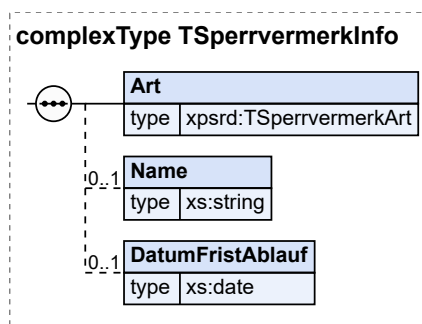 complexType TSperrvermerkInfo
Art
type xpsrd:TSperrvermerkArt
0..1 Name
type xs:string
0..1 DatumFristAblauf
type xs:date